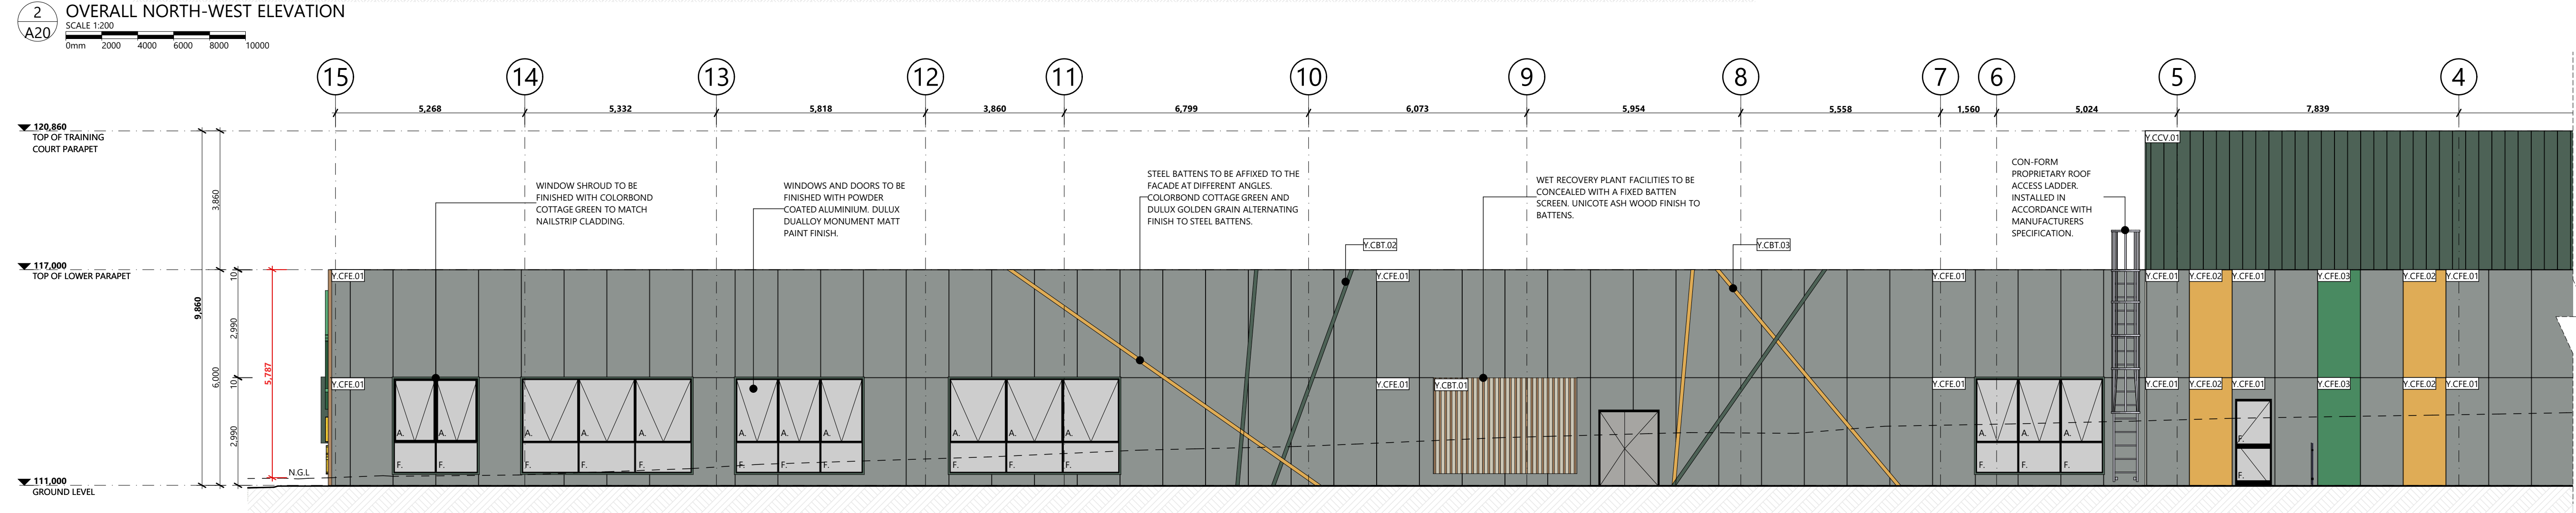 2
A20
OVERALL NORTH-WEST ELEVATION
SCALE 1:200
0mm 2000 4000 6000 8000 10000
15 14 13 12 11 10 9 8 7 6 5 4
5,268 5,332 5,818 3,860 6,799 6,073 5,954 5,558 1,560 5,024 7,839
120,860
TOP OF TRAINING
COURT PARAPET
Y.CCV.01
WINDOW SHROUD TO BE
FINISHED WITH COLORBOND
COTTAGE GREEN TO MATCH
NAILSTRIP CLADDING.
WINDOWS AND DOORS TO BE
FINISHED WITH POWDER
COATED ALUMINIUM. DULUX
DUALLOY MONUMENT MATT
PAINT FINISH.
STEEL BATTENS TO BE AFFIXED TO THE
FACADE AT DIFFERENT ANGLES.
COLORBOND COTTAGE GREEN AND
DULUX GOLDEN GRAIN ALTERNATING
FINISH TO STEEL BATTENS.
WET RECOVERY PLANT FACILITIES TO BE
CONCEALED WITH A FIXED BATTEN
SCREEN. UNICOTE ASH WOOD FINISH TO
BATTENS.
CON-FORM
PROPRIETARY ROOF
ACCESS LADDER.
INSTALLED IN
ACCORDANCE WITH
MANUFACTURERS
SPECIFICATION.
Y.CBT.02
Y.CBT.03
3,860
9,860
6,000
10
2,990
10
2,990
5,787
117,000
TOP OF LOWER PARAPET
Y.CFE.01 Y.CFE.01 Y.CFE.01 Y.CFE.01 Y.CFE.02 Y.CFE.01 Y.CFE.03 Y.CFE.02 Y.CFE.01
Y.CFE.01 Y.CFE.01 Y.CBT.01 Y.CFE.01 Y.CFE.01 Y.CFE.02 Y.CFE.01 Y.CFE.03 Y.CFE.02 Y.CFE.01
A. A. A. A. A. A. A. A. A. A. A. A. A. A. F.
F. F. F. F. F. F. F. F. F. F. F. F. F. F. F.
N.G.L
111,000
GROUND LEVEL